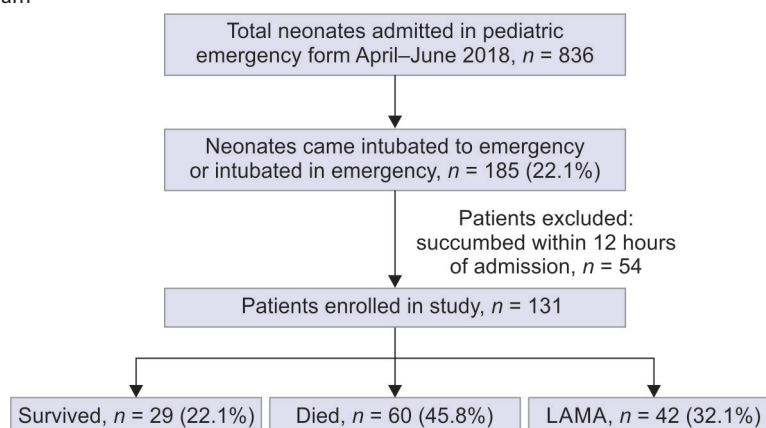 Total neonates admitted in pediatric
emergency form April–June 2018, n = 836
Neonates came intubated to emergency
or intubated in emergency, n = 185 (22.1%)
Patients excluded:
succumbed within 12 hours
of admission, n = 54
Patients enrolled in study, n = 131
Survived, n = 29 (22.1%)
Died, n = 60 (45.8%)
LAMA, n = 42 (32.1%)